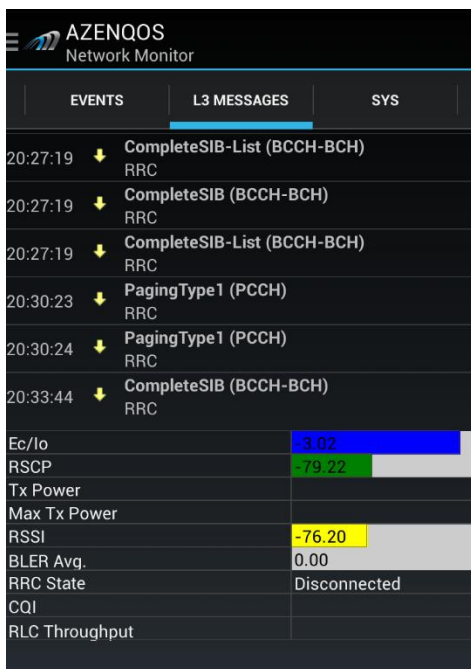 AZENQOS
Network Monitor
EVENTS L3 MESSAGES SYS
20:27:19 CompleteSIB-List (BCCH-BCH)
RRC
20:27:19 CompleteSIB (BCCH-BCH)
RRC
20:27:19 CompleteSIB-List (BCCH-BCH)
RRC
20:30:23 PagingType1 (PCCH)
RRC
20:30:24 PagingType1 (PCCH)
RRC
20:33:44 CompleteSIB (BCCH-BCH)
RRC
Ec/Io -3.02
RSCP -79.22
Tx Power
Max Tx Power
RSSI -76.20
BLER Avg. 0.00
RRC State Disconnected
CQI
RLC Throughput